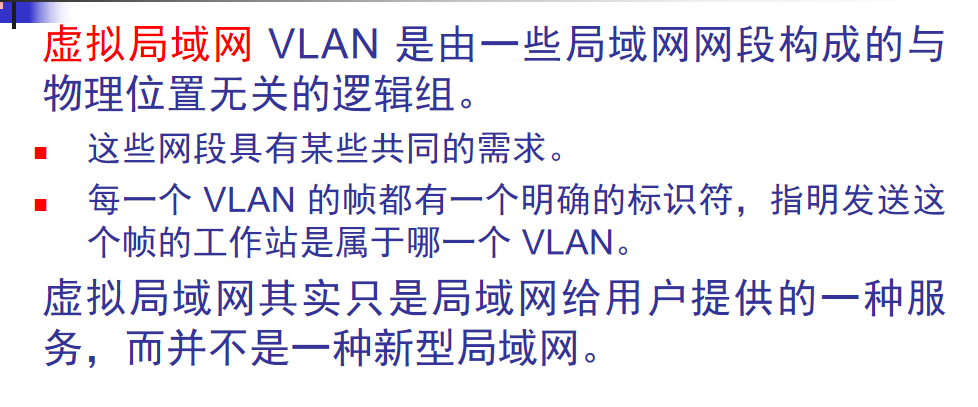 虚拟局域网 VLAN 是由一些局域网网段构成的与
物理位置无关的逻辑组。
这些网段具有某些共同的需求。
每一个 VLAN 的帧都有一个明确的标识符，指明发送这
个帧的工作站是属于哪一个 VLAN。
虚拟局域网其实只是局域网给用户提供的一种服
务，而并不是一种新型局域网。